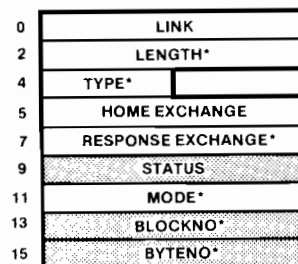 0 LINK
2 LENGTH*
4 TYPE*
5 HOME EXCHANGE
7 RESPONSE EXCHANGE*
9 STATUS
11 MODE*
13 BLOCKNO*
15 BYTENO*